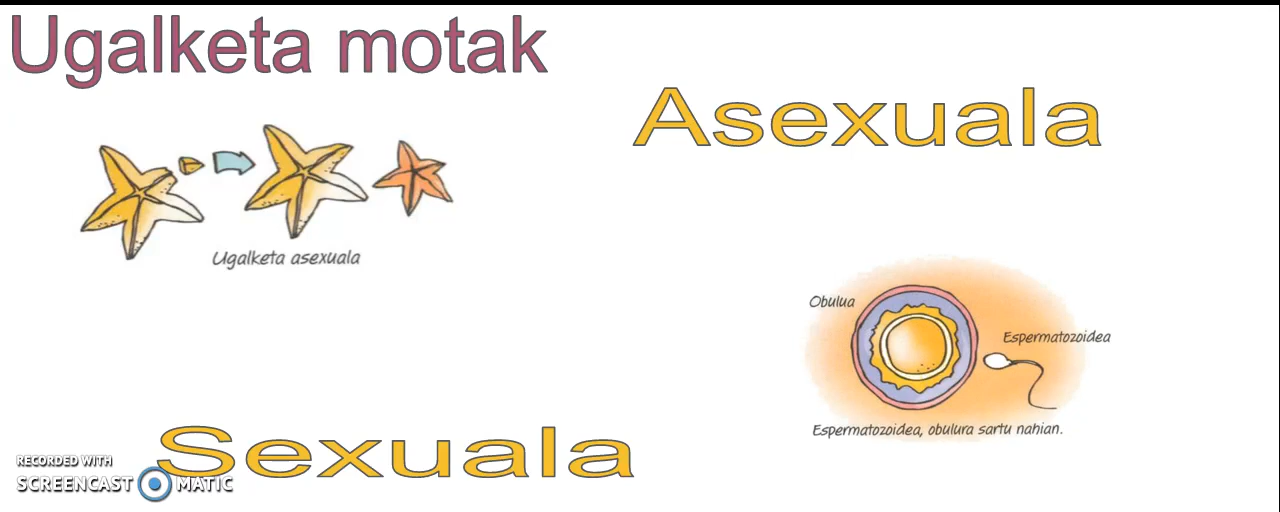 Ugalketa motak
Asexuala
Ugalketa asexuala
Obulua
Espermatozoidea
Espermatozoidea, obulura sartu nahian.
Sexuala
RECORDED WITH
SCREENCAST MATIC